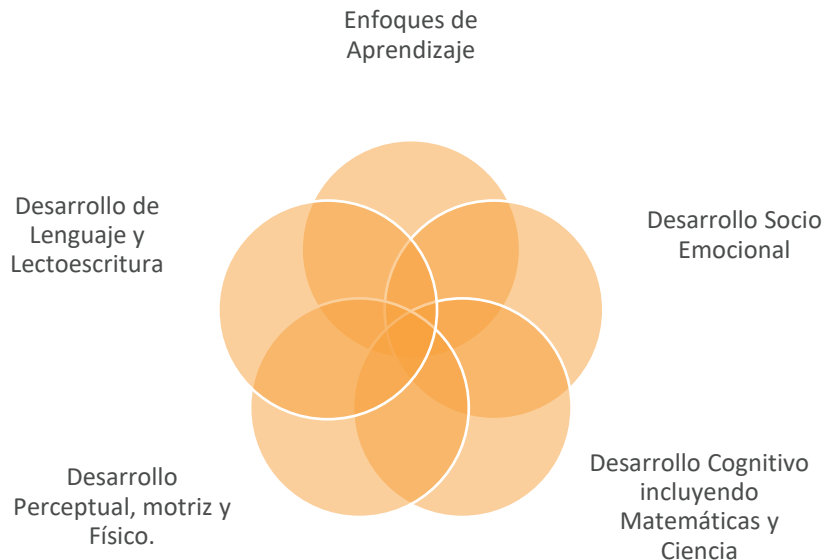 Enfoques de
Aprendizaje
Desarrollo de
Lenguaje y
Lectoescritura
Desarrollo Socio
Emocional
Desarrollo
Perceptual, motriz y
Físico.
Desarrollo Cognitivo
incluyendo
Matemáticas y
Ciencia